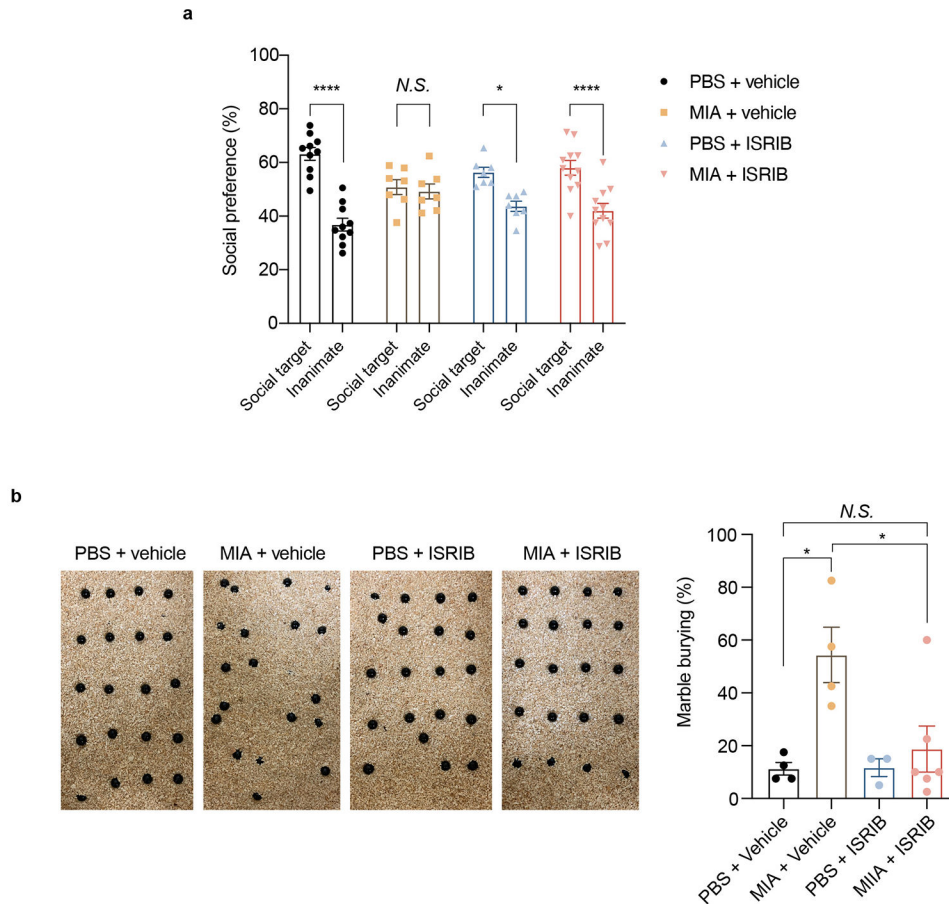 a
100
80
60
40
20
0
Social preference (%)
****
N.S.
*
****
Social target
Inanimate
Social target
Inanimate
Social target
Inanimate
Social target
Inanimate
PBS + vehicle
MIA + vehicle
PBS + ISRIB
MIA + ISRIB
b
PBS + vehicle
MIA + vehicle
PBS + ISRIB
MIA + ISRIB
N.S.
*
*
100
80
60
40
20
0
Marble burying (%)
PBS + Vehicle
MIA + Vehicle
PBS + ISRIB
MIIA + ISRIB